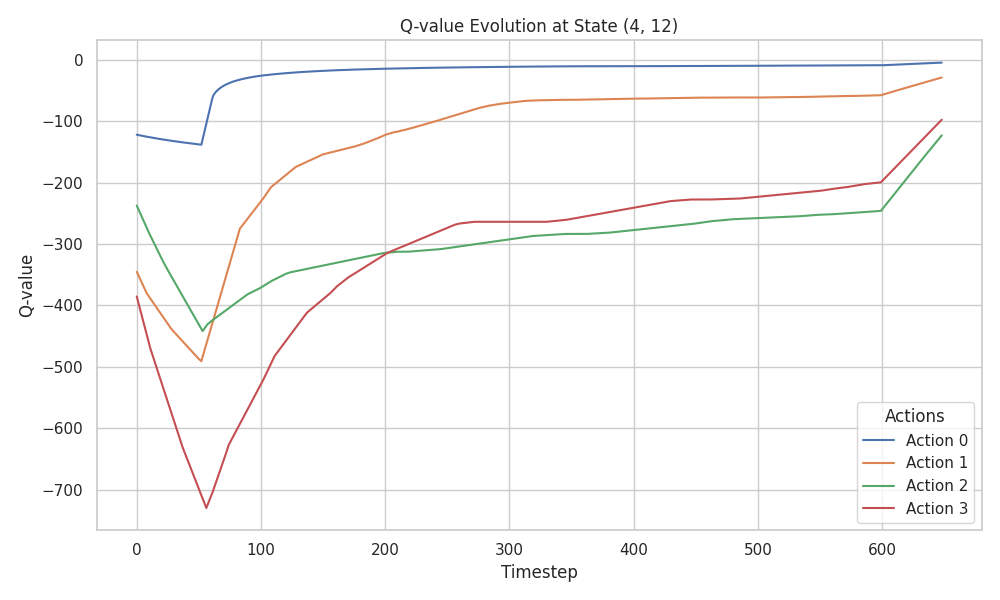 Q-value Evolution at State (4, 12)
Q-value
0
−100
−200
−300
−400
−500
−600
−700
0
100
200
300
400
500
600
Timestep
Actions
Action 0
Action 1
Action 2
Action 3